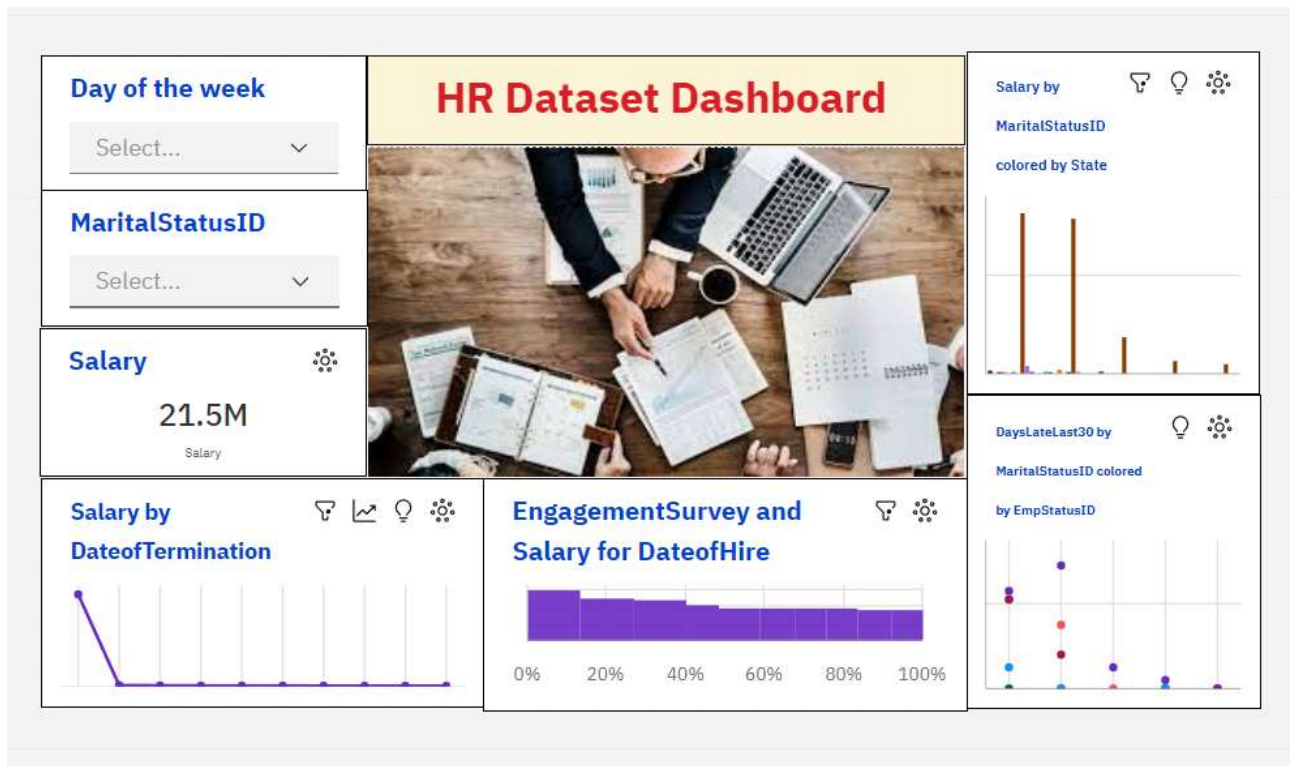 Day of the week
Select...
MaritalStatusID
Select...
Salary
21.5M
Salary
HR Dataset Dashboard
Salary by
MaritalStatusID
colored by State
DaysLateLast30 by
MaritalStatusID colored
by EmpStatusID
Salary by
DateofTermination
EngagementSurvey and
Salary for DateofHire
0% 20% 40% 60% 80% 100%